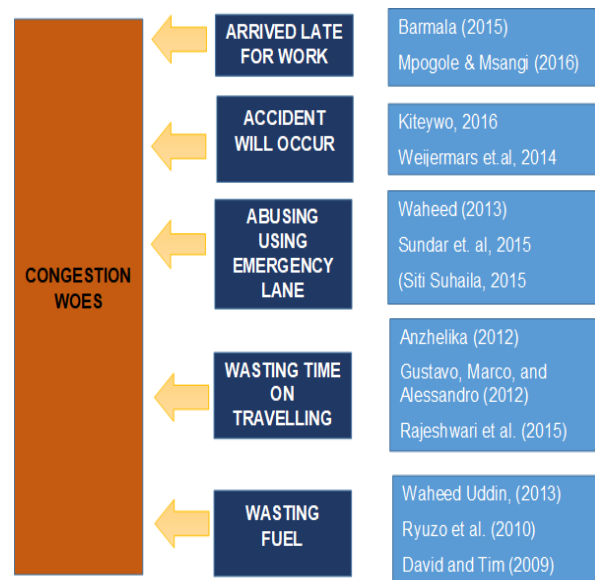 CONGESTION
WOES
ARRIVED LATE
FOR WORK
Barmala (2015)
Mpogole & Msangi (2016)
ACCIDENT
WILL OCCUR
Kiteywo, 2016
Weijermars et.al, 2014
ABUSING
USING
EMERGENCY
LANE
Waheed (2013)
Sundar et. al, 2015
(Siti Suhaila, 2015
WASTING TIME
ON
TRAVELLING
Anzhelika (2012)
Gustavo, Marco, and
Alessandro (2012)
Rajeshwari et al. (2015)
WASTING
FUEL
Waheed Uddin, (2013)
Ryuzo et al. (2010)
David and Tim (2009)